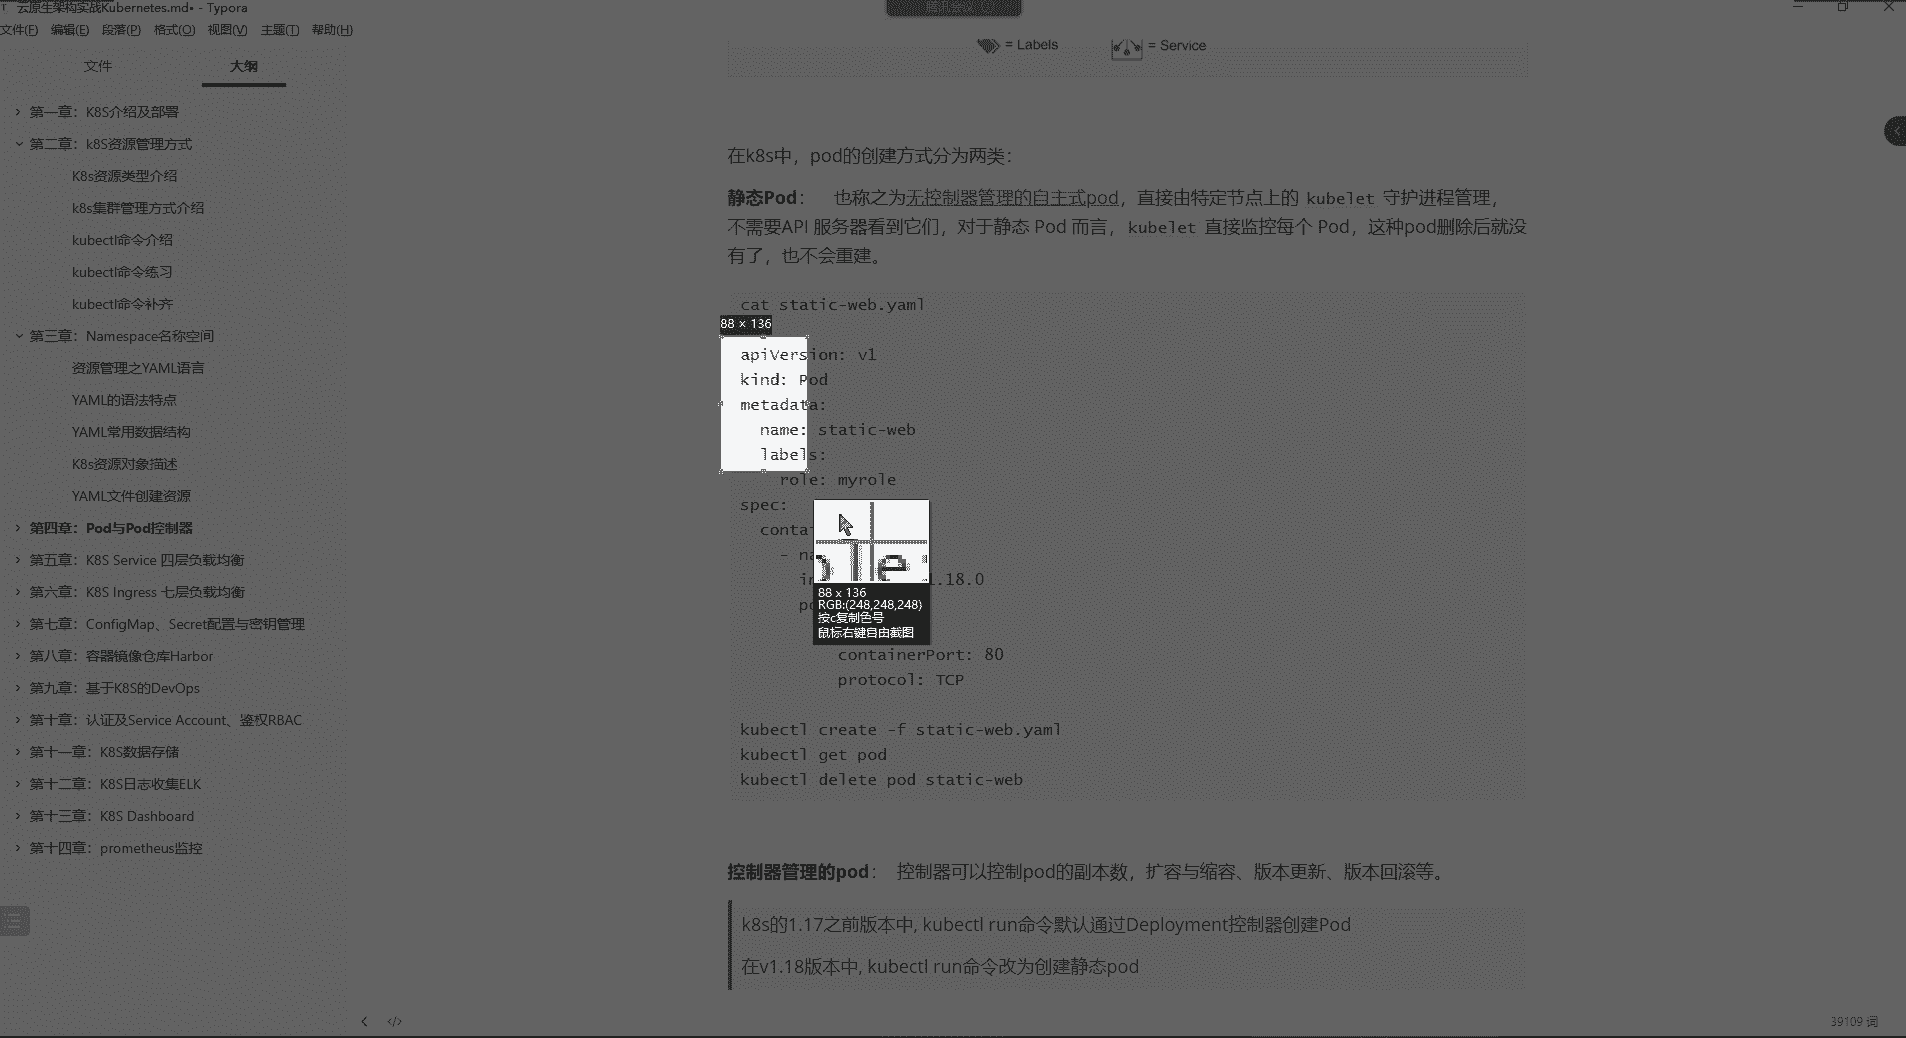 云原生架构实战Kubernetes.md• - Typora
文件(F) 编辑(E) 段落(P) 格式(O) 视图(V) 主题(T) 帮助(H)
文件 大纲
第一章：K8S介绍及部署
第二章：k8S资源管理方式
K8s资源类型介绍
k8s集群管理方式介绍
kubectl命令介绍
kubectl命令练习
kubectl命令补齐
第三章：Namespace名称空间
资源管理之YAML语言
YAML的语法特点
YAML常用数据结构
K8s资源对象描述
YAML文件创建资源
第四章：Pod与Pod控制器
第五章：K8S Service 四层负载均衡
第六章：K8S Ingress 七层负载均衡
第七章：ConfigMap、Secret配置与密钥管理
第八章：容器镜像仓库Harbor
第九章：基于K8S的DevOps
第十章：认证及Service Account、鉴权RBAC
第十一章：K8S数据存储
第十二章：K8S日志收集ELK
第十三章：K8S Dashboard
第十四章：prometheus监控
= Labels = Service
在k8s中，pod的创建方式分为两类：
静态Pod： 也称之为无控制器管理的自主式pod，直接由特定节点上的 kubelet 守护进程管理，
不需要API 服务器看到它们，对于静态 Pod 而言，kubelet 直接监控每个 Pod，这种pod删除后就没
有了，也不会重建。
cat static-web.yaml
88 × 136
apiVersion: v1
kind: Pod
metadata:
name: static-web
labels:
role: myrole
spec:
conta
- na
1.18.0
88 x 136
RGB:(248,248,248)
按c复制色号
鼠标右键自由截图
containerPort: 80
protocol: TCP
kubectl create -f static-web.yaml
kubectl get pod
kubectl delete pod static-web
控制器管理的pod： 控制器可以控制pod的副本数，扩容与缩容、版本更新、版本回滚等。
k8s的1.17之前版本中, kubectl run命令默认通过Deployment控制器创建Pod
在v1.18版本中, kubectl run命令改为创建静态pod
39109 词